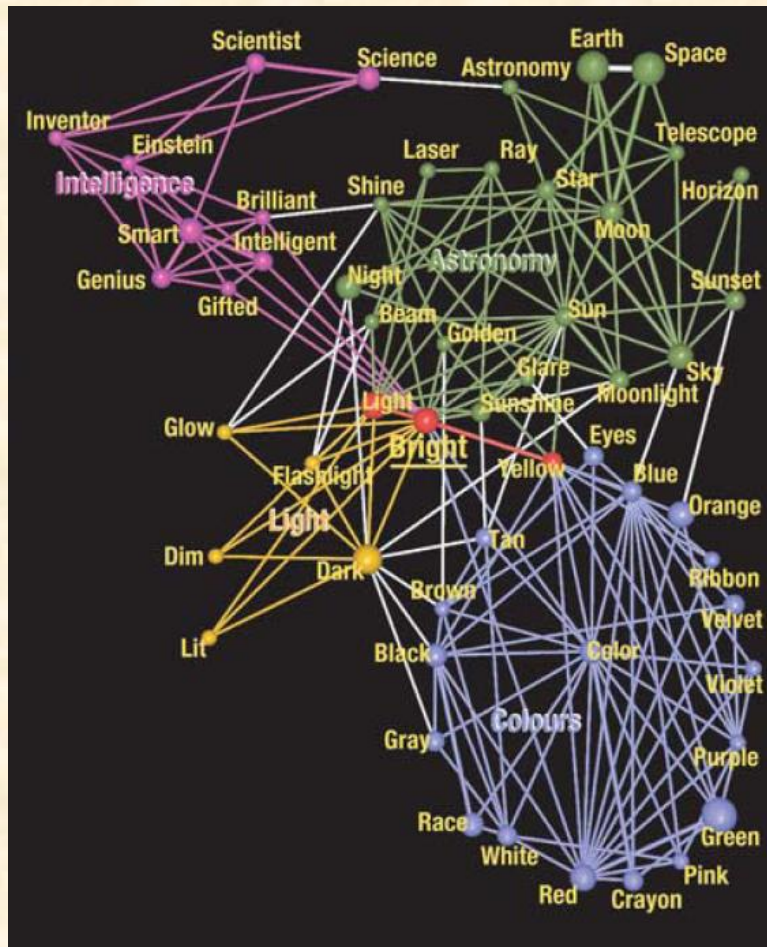 Scientist
Science
Earth
Space
Astronomy
Inventor
Einstein
Laser
Ray
Telescope
Intelligence
Brilliant
Shine
Star
Horizon
Smart
Intelligent
Moon
Astronomy
Genius
Gifted
Night
Sunset
Beam
Golden
Sun
Glare
Sky
Light
Sunshine
Moonlight
Glow
Bright
Eyes
Flashlight
Yellow
Blue
Light
Orange
Dim
Dark
Tan
Ribbon
Brown
Velvet
Lit
Black
Color
Violet
Colours
Gray
Purple
Race
White
Green
Red
Crayon
Pink